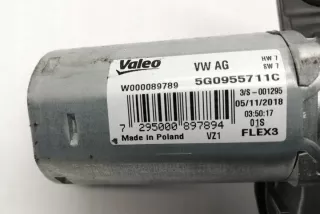 Valeo VW AG HW 7
SW 7
W000089789 5G0955711C
3/S-001295
05/11/2018
03:50:17
7 295000 897894 01S
Made in Poland VZ1 FLEX3